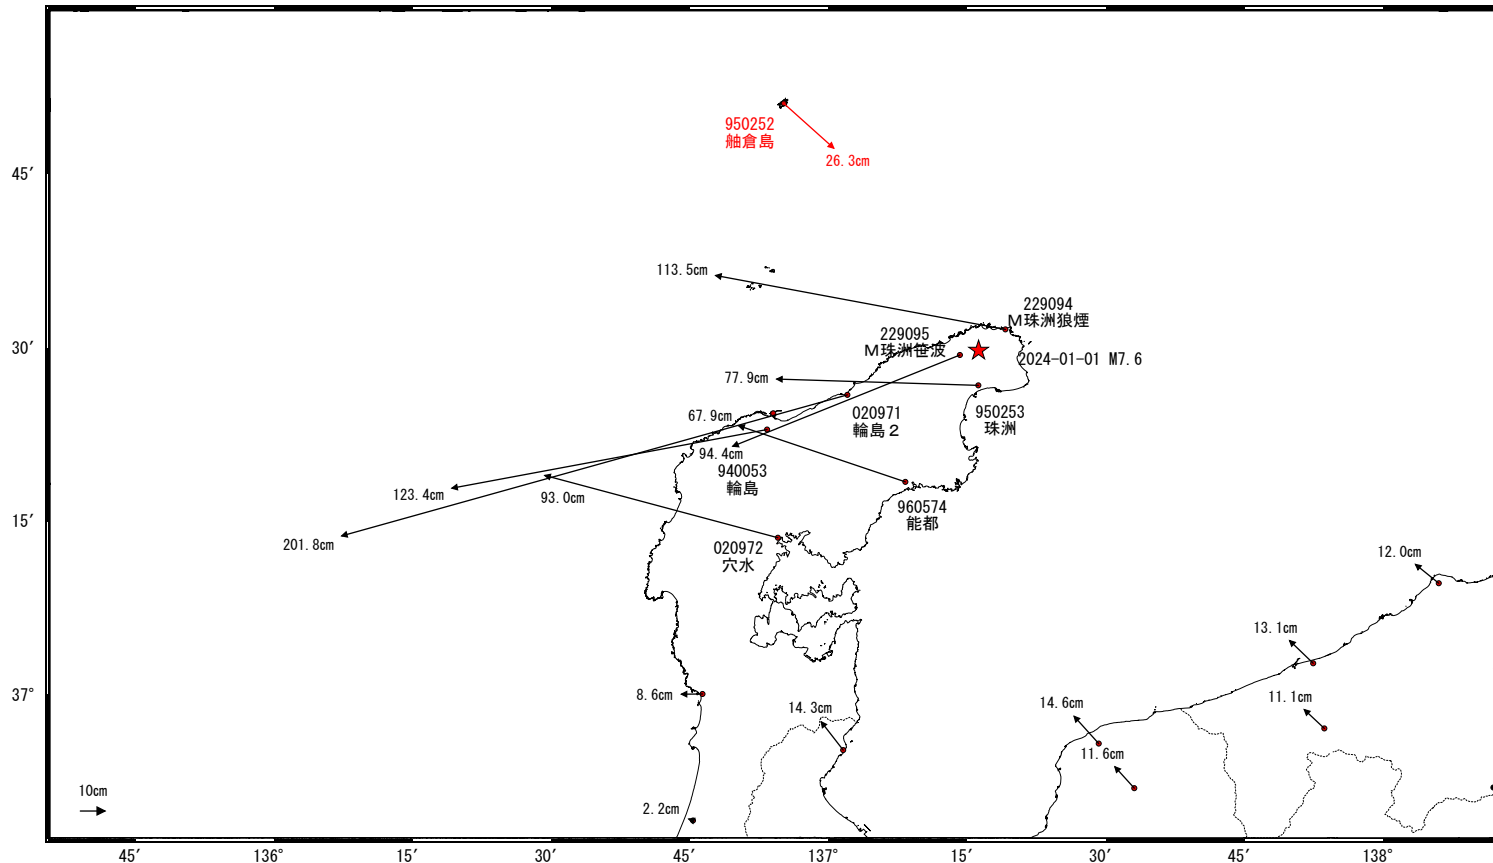 950252
舳倉島
26.3cm
45′
113.5cm
229094
M珠洲狼煙
229095
M珠洲笹波
30′
2024-01-01 M7.6
77.9cm
67.9cm
020971
輪島２
950253
珠洲
94.4cm
940053
輪島
123.4cm
93.0cm
960574
能都
15′
201.8cm
020972
穴水
12.0cm
13.1cm
37°
8.6cm
14.3cm
14.6cm
11.1cm
11.6cm
10cm
2.2cm
45′ 136° 15′ 30′ 45′ 137° 15′ 30′ 45′ 138°